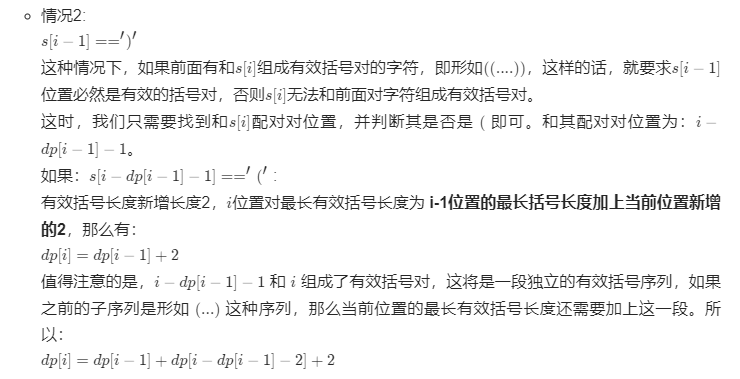 情况2:
s[i − 1] ==′)′
这种情况下，如果前面有和s[i]组成有效括号对的字符，即形如((....))，这样的话，就要求s[i − 1]
位置必然是有效的括号对，否则s[i]无法和前面对字符组成有效括号对。
这时，我们只需要找到和s[i]配对对位置，并判断其是否是 ( 即可。和其配对对位置为：i −
dp[i − 1] − 1。
如果：s[i − dp[i − 1] − 1] ==′ (′ :
有效括号长度新增长度2，i位置对最长有效括号长度为 i-1位置的最长括号长度加上当前位置新增
的2，那么有：
dp[i] = dp[i − 1] + 2
值得注意的是，i − dp[i − 1] − 1 和 i 组成了有效括号对，这将是一段独立的有效括号序列，如果
之前的子序列是形如 (...) 这种序列，那么当前位置的最长有效括号长度还需要加上这一段。所
以：
dp[i] = dp[i − 1] + dp[i − dp[i − 1] − 2] + 2